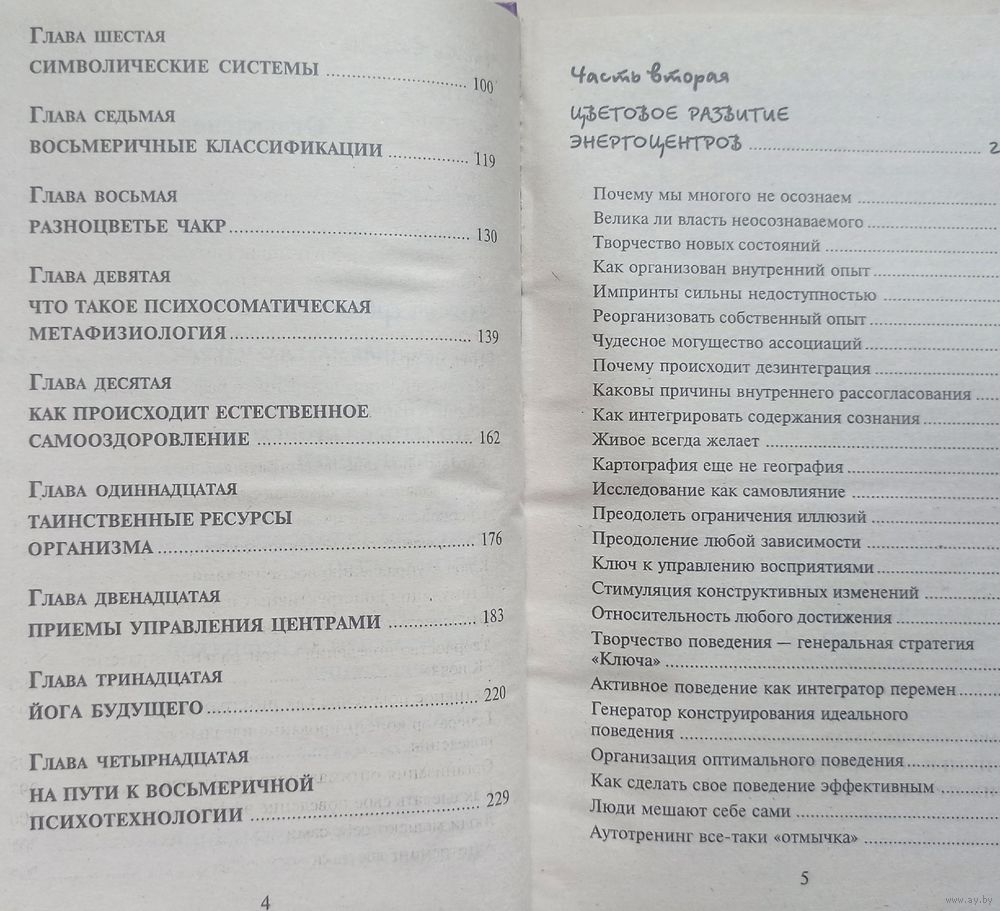 Глава шестая
СИМВОЛИЧЕСКИЕ СИСТЕМЫ ..................... 100
Глава седьмая
ВОСЬМЕРИЧНЫЕ КЛАССИФИКАЦИИ ............ 119
Глава восьмая
РАЗНОЦВЕТЬЕ ЧАКР..................................... 130
Глава девятая
ЧТО ТАКОЕ ПСИХОСОМАТИЧЕСКАЯ
МЕТАФИЗИОЛОГИЯ..................................... 139
Глава десятая
КАК ПРОИСХОДИТ ЕСТЕСТВЕННОЕ
САМООЗДОРОВЛЕНИЕ ................................. 162
Глава одиннадцатая
ТАИНСТВЕННЫЕ РЕСУРСЫ
ОРГАНИЗМА................................................ 176
Глава двенадцатая
ПРИЕМЫ УПРАВЛЕНИЯ ЦЕНТРАМИ ............ 183
Глава тринадцатая
ЙОГА БУДУЩЕГО......................................... 220
Глава четырнадцатая
НА ПУТИ К ВОСЬМЕРИЧНОЙ
ПСИХОТЕХНОЛОГИИ ................................... 229
4
Часть вторая
ЦВЕТОВОЕ РАЗВИТИЕ
ЭНЕРГОЦЕНТРОВ ..................................... 2
Почему мы многого не осознаем ......................
Велика ли власть неосознаваемого ....................
Творчество новых состояний ...........................
Как организован внутренний опыт....................
Импринты сильны недоступностью ..................
Реорганизовать собственный опыт....................
Чудесное могущество ассоциаций.....................
Почему происходит дезинтеграция ...................
Каковы причины внутреннего рассогласования ....
Как интегрировать содержания сознания............
Живое всегда желает .....................................
Картография еще не география ........................
Исследование как самовлияние ........................
Преодолеть ограничения иллюзий ....................
Преодоление любой зависимости .....................
Ключ к управлению восприятиями...................
Стимуляция конструктивных изменений ............
Относительность любого достижения ................
Творчество поведения — генеральная стратегия
«Ключа» ......................................................
Активное поведение как интегратор перемен......
Генератор конструирования идеального
поведения ....................................................
Организация оптимального поведения...............
Как сделать свое поведение эффективным .........
Люди мешают себе сами ................................
Аутотренинг все-таки «отмычка» .....................
5
www.ay.by